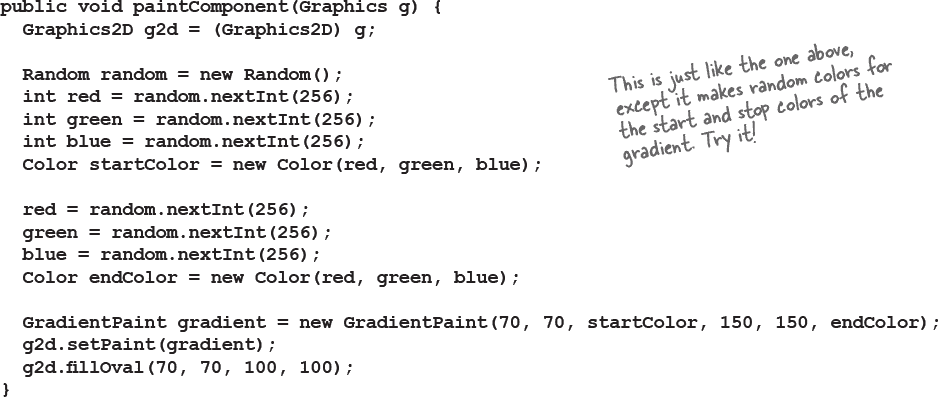 public void paintComponent(Graphics g) {
Graphics2D g2d = (Graphics2D) g;
Random random = new Random();
int red = random.nextInt(256);
int green = random.nextInt(256);
int blue = random.nextInt(256);
Color startColor = new Color(red, green, blue);
red = random.nextInt(256);
green = random.nextInt(256);
blue = random.nextInt(256);
Color endColor = new Color(red, green, blue);
GradientPaint gradient = new GradientPaint(70, 70, startColor, 150, 150, endColor);
g2d.setPaint(gradient);
g2d.fillOval(70, 70, 100, 100);
}
This is just like the one above,
except it makes random colors for
the start and stop colors of the
gradient. Try it!